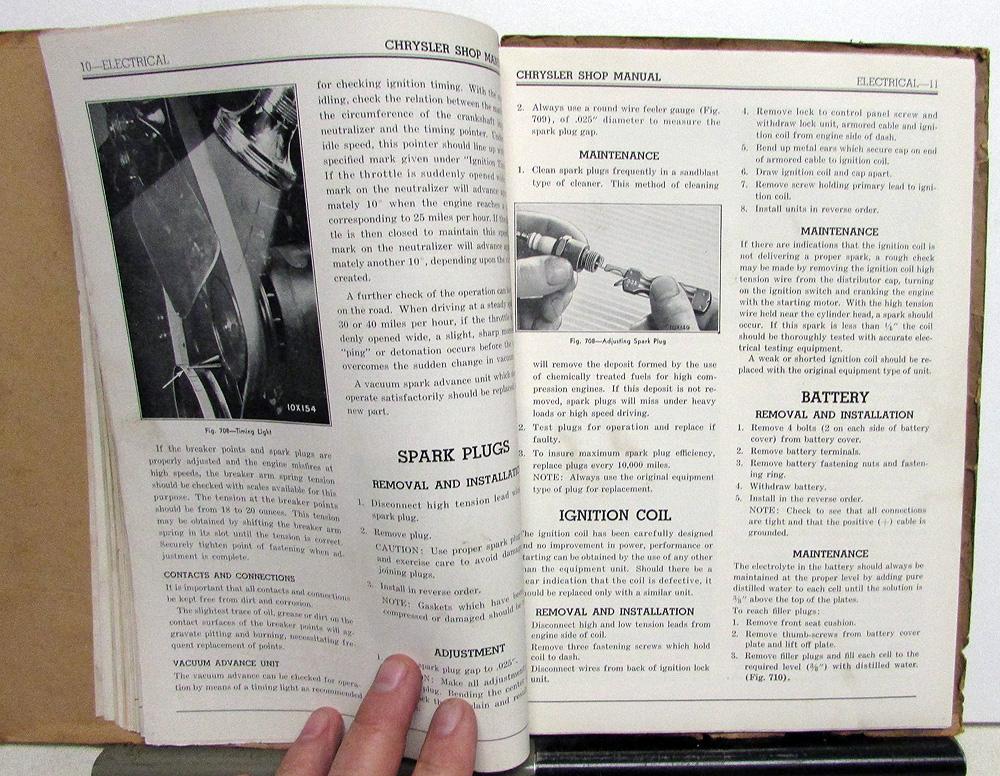 10—ELECTRICAL
CHRYSLER SHOP
10X154
Fig. 708—Timing Light
If the breaker points and spark plugs are
properly adjusted and the engine misfires at
high speeds, the breaker arm spring tension
should be checked with scales available for this
purpose. The tension at the breaker points
should be from 18 to 20 ounces. This tension
may be obtained by shifting the breaker arm
spring in its slot until the tension is correct.
Securely tighten point of fastening when ad-
justment is complete.
CONTACTS AND CONNECTIONS
It is important that all contacts and connections
be kept free from dirt and corrosion.
The slightest trace of oil, grease or dirt on the
contact surfaces of the breaker points will ag-
gravate pitting and burning, necessitating fre-
quent replacement of points.
VACUUM ADVANCE UNIT
The vacuum advance can be checked for opera-
tion by means of a timing light as recommended
for checking ignition timing. With the
idling, check the relation between the
the circumference of the crankshaft
neutralizer and the timing pointer.
idle speed, this pointer should line up
specified mark given under "Ignition
If the throttle is suddenly opened
mark on the neutralizer will advance
mately 10° when the engine reaches
corresponding to 25 miles per hour. If
tle is then closed to maintain this
mark on the neutralizer will advance
mately another 10°, depending upon the
created.
A further check of the operation can
on the road. When driving at a steady
30 or 40 miles per hour, if the throttle
denly opened wide, a slight, sharp
"ping" or detonation occurs before the
overcomes the sudden change in
A vacuum spark advance unit which
operate satisfactorily should be
new part.
SPARK PLUGS
REMOVAL AND
1. Disconnect high tension lead
spark plug.
2. Remove plug.
CAUTION: Use proper spark
and exercise care to avoid
joining plugs.
3. Install in reverse order.
NOTE: Gaskets which have
compressed or damaged should
ADJUSTMENT
1. spark plug gap to .025".
Make all
plug. Bending the
and
CHRYSLER SHOP MANUAL
ELECTRICAL—11
2. Always use a round wire feeler gauge (Fig.
709), of .025" diameter to measure the
spark plug gap.
MAINTENANCE
1. Clean spark plugs frequently in a sandblast
type of cleaner. This method of cleaning
Fig. 708—Adjusting Spark Plug
will remove the deposit formed by the use
of chemically treated fuels for high com-
pression engines. If this deposit is not re-
moved, spark plugs will miss under heavy
loads or high speed driving.
2. Test plugs for operation and replace if
faulty.
3. To insure maximum spark plug efficiency,
replace plugs every 10,000 miles.
NOTE: Always use the original equipment
type of plug for replacement.
IGNITION COIL
The ignition coil has been carefully designed
and no improvement in power, performance or
starting can be obtained by the use of any other
than the equipment unit. Should there be a
clear indication that the coil is defective, it
should be replaced only with a similar unit.
REMOVAL AND INSTALLATION
Disconnect high and low tension leads from
engine side of coil.
Remove three fastening screws which hold
coil to dash.
Disconnect wires from back of ignition lock
unit.
4. Remove lock to control panel screw and
withdraw lock unit, armored cable and igni-
tion coil from engine side of dash.
5. Bend up metal ears which secure cap on end
of armored cable to ignition coil.
6. Draw ignition coil and cap apart.
7. Remove screw holding primary lead to igni-
tion coil.
8. Install units in reverse order.
MAINTENANCE
If there are indications that the ignition coil is
not delivering a proper spark, a rough check
may be made by removing the ignition coil high
tension wire from the distributor cap, turning
on the ignition switch and cranking the engine
with the starting motor. With the high tension
wire held near the cylinder head, a spark should
occur. If this spark is less than ¼" the coil
should be thoroughly tested with accurate elec-
trical testing equipment.
A weak or shorted ignition coil should be re-
placed with the original equipment type of unit.
BATTERY
REMOVAL AND INSTALLATION
1. Remove 4 bolts (2 on each side of battery
cover) from battery cover.
2. Remove battery terminals.
3. Remove battery fastening nuts and fasten-
ing ring.
4. Withdraw battery.
5. Install in the reverse order.
NOTE: Check to see that all connections
are tight and that the positive (+) cable is
grounded.
MAINTENANCE
The electrolyte in the battery should always be
maintained at the proper level by adding pure
distilled water to each cell until the solution is
⅜" above the top of the plates.
To reach filler plugs:
1. Remove front seat cushion.
2. Remove thumb-screws from battery cover
plate and lift off plate.
3. Remove filler plugs and fill each cell to the
required level (⅜") with distilled water.
(Fig. 710).